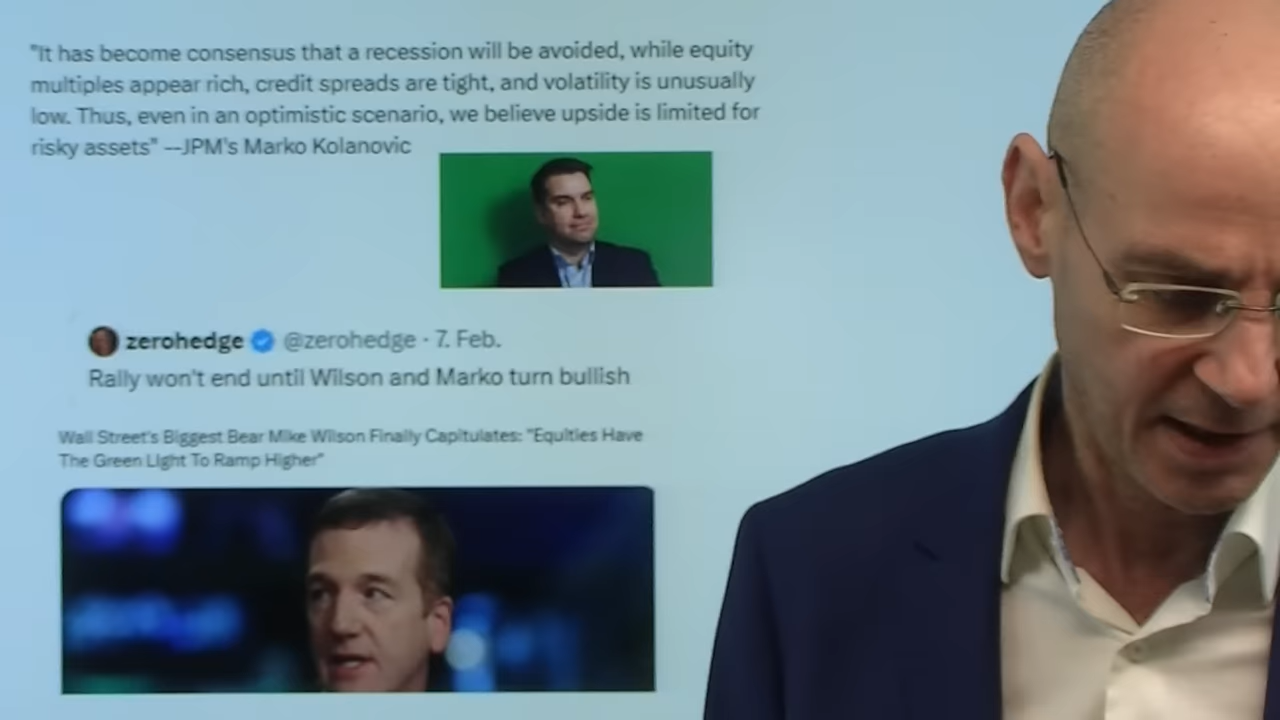 "It has become consensus that a recession will be avoided, while equity
multiples appear rich, credit spreads are tight, and volatility is unusually
low. Thus, even in an optimistic scenario, we believe upside is limited for
risky assets" --JPM's Marko Kolanovic
zerohedge @zerohedge · 7. Feb.
Rally won't end until Wilson and Marko turn bullish
Wall Street's Biggest Bear Mike Wilson Finally Capitulates: "Equities Have
The Green Light To Ramp Higher"